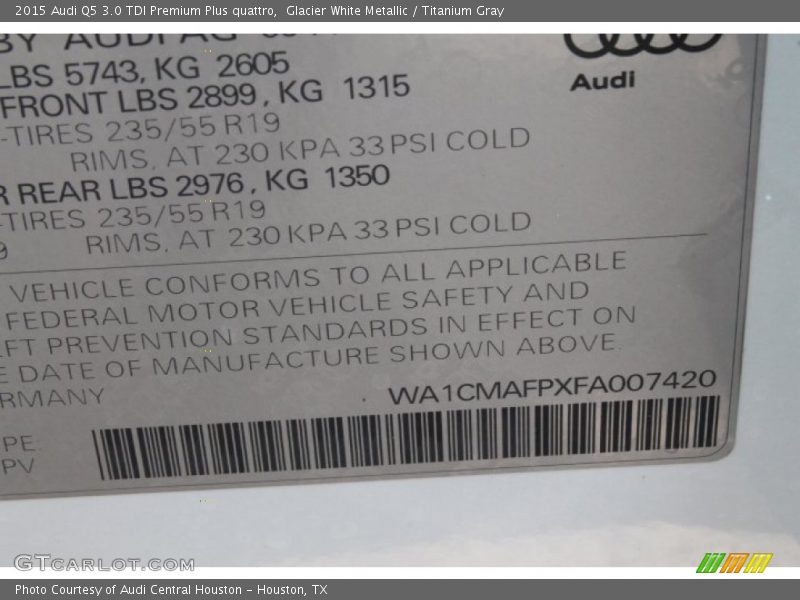 2015 Audi Q5 3.0 TDI Premium Plus quattro,  Glacier White Metallic / Titanium Gray
BY AUDI AG
LBS 5743, KG 2605
Audi
FRONT LBS 2899, KG 1315
-TIRES 235/55 R19
RIMS, AT 230 KPA 33 PSI COLD
R REAR LBS 2976, KG 1350
-TIRES 235/55 R19
9 RIMS, AT 230 KPA 33 PSI COLD
VEHICLE CONFORMS TO ALL APPLICABLE
FEDERAL MOTOR VEHICLE SAFETY AND
FT PREVENTION STANDARDS IN EFFECT ON
E DATE OF MANUFACTURE SHOWN ABOVE.
RMANY
WA1CMAFPXFA007420
PE:
PV
GTCARLOT.COM
Photo Courtesy of Audi Central Houston - Houston, TX